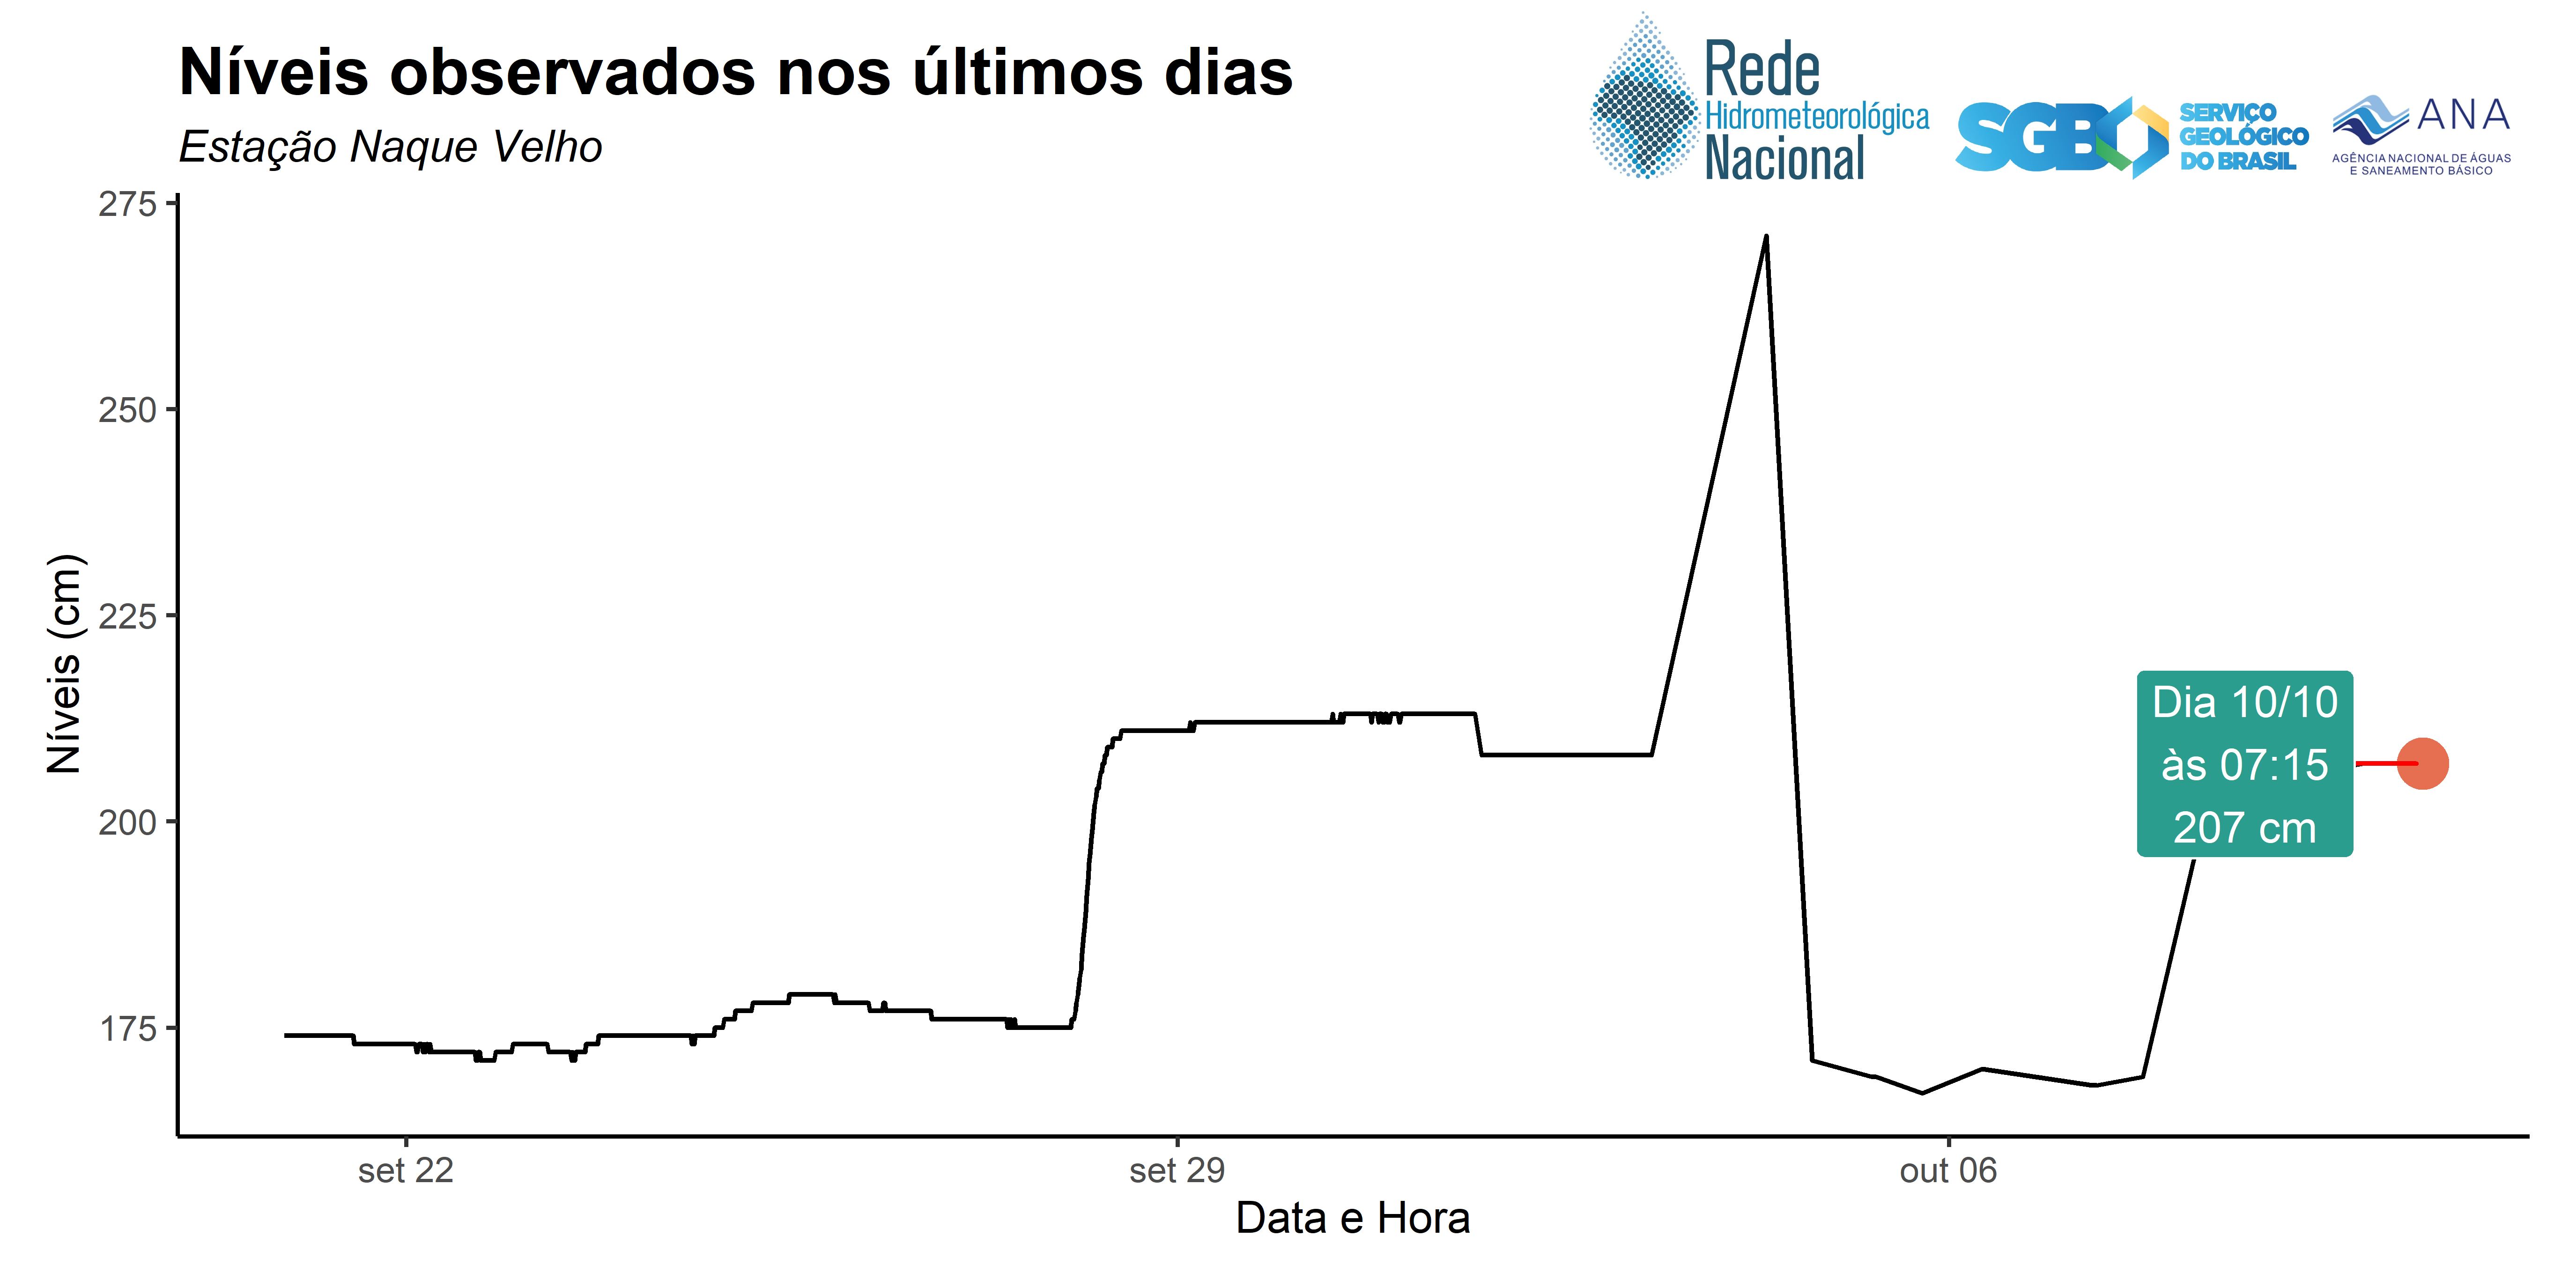 Níveis observados nos últimos dias
Estação Naque Velho
Rede
Hidrometeorológica
Nacional
SGB
SERVIÇO
GEOLÓGICO
DO BRASIL
ANA
AGÊNCIA NACIONAL DE ÁGUAS
E SANEAMENTO BÁSICO
275
250
225
200
175
Níveis (cm)
Dia 10/10
às 07:15
207 cm
set 22
set 29
out 06
Data e Hora